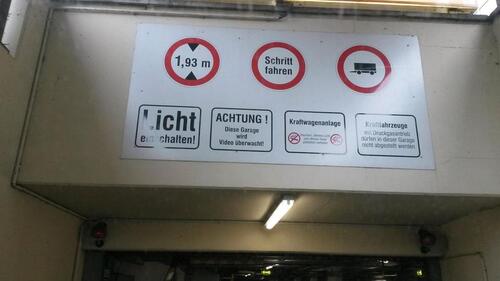 1,93 m
Schritt
fahren
Licht
einschalten!
ACHTUNG !
Diese Garage
wird
Video überwacht!
Kraftwagenanlage
Kraftfahrzeuge
mit Druckgasantrieb
dürfen in dieser Garage
nicht abgestellt werden